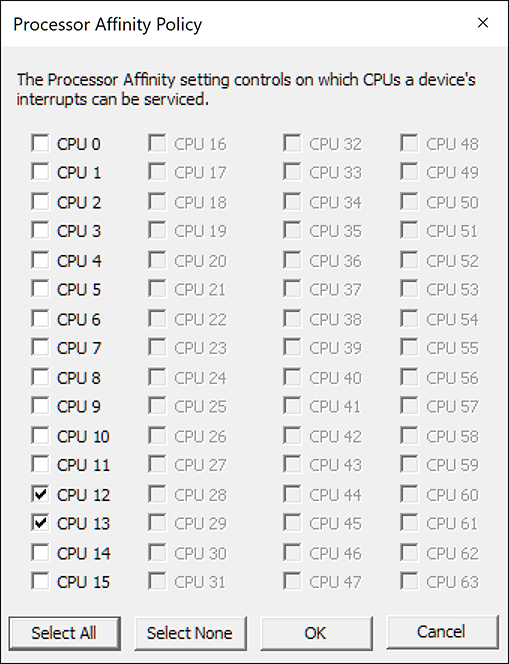 Processor Affinity Policy
The Processor Affinity setting controls on which CPUs a device's
interrupts can be serviced.
CPU 0 CPU 16 CPU 32 CPU 48
CPU 1 CPU 17 CPU 33 CPU 49
CPU 2 CPU 18 CPU 34 CPU 50
CPU 3 CPU 19 CPU 35 CPU 51
CPU 4 CPU 20 CPU 36 CPU 52
CPU 5 CPU 21 CPU 37 CPU 53
CPU 6 CPU 22 CPU 38 CPU 54
CPU 7 CPU 23 CPU 39 CPU 55
CPU 8 CPU 24 CPU 40 CPU 56
CPU 9 CPU 25 CPU 41 CPU 57
CPU 10 CPU 26 CPU 42 CPU 58
CPU 11 CPU 27 CPU 43 CPU 59
CPU 12 CPU 28 CPU 44 CPU 60
CPU 13 CPU 29 CPU 45 CPU 61
CPU 14 CPU 30 CPU 46 CPU 62
CPU 15 CPU 31 CPU 47 CPU 63
Select All Select None OK Cancel